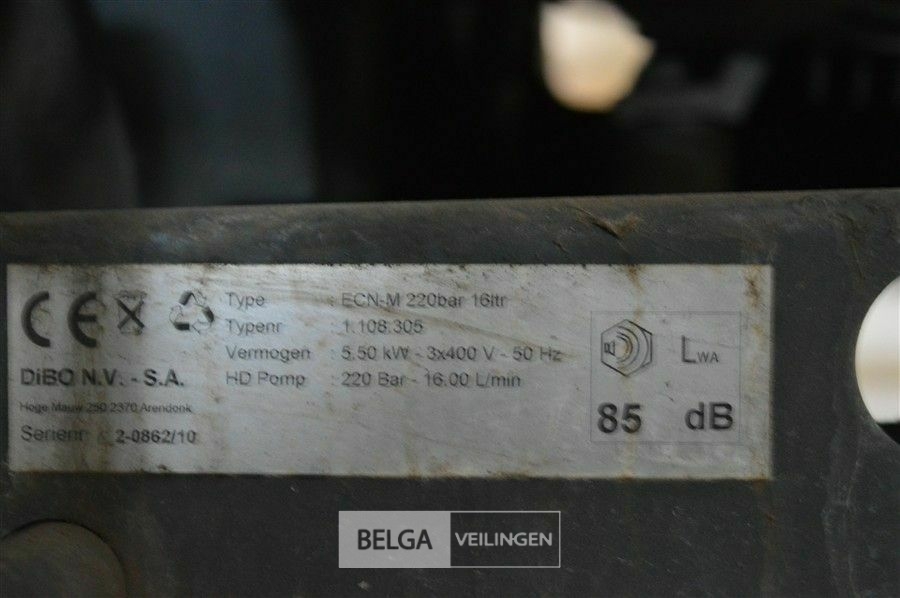 CE
Type : ECN-M 220bar 16ltr
Typenr : 1.108.305
Vermogen : 5.50 kW - 3x400 V - 50 Hz
HD Pomp : 220 Bar - 16.00 L/min
DiBO N.V. - S.A.
Hoge Mauw 250 2370 Arendonk
Serienr : 2-0862/10
LWA
85 dB
BELGA VEILINGEN